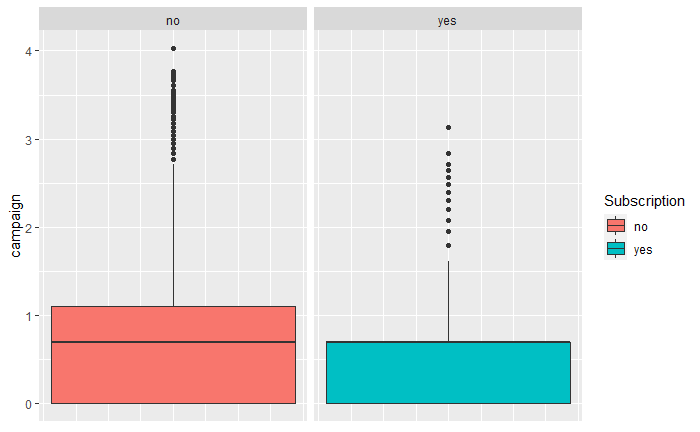 no
yes
4
3
2
1
0
campaign
Subscription
no
yes